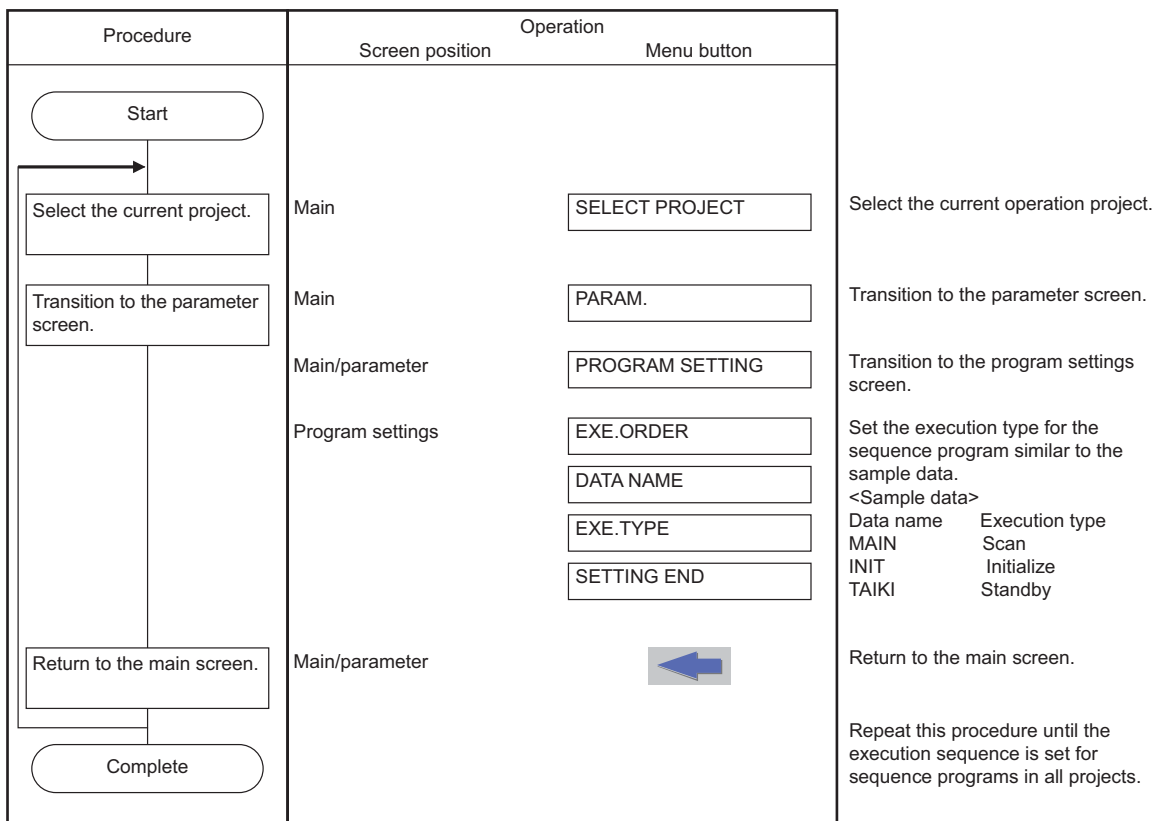 Procedure
Operation
Screen position Menu button
Start
Select the current project.
Main
SELECT PROJECT
Select the current operation project.
Transition to the parameter
screen.
Main
PARAM.
Transition to the parameter screen.
Main/parameter
PROGRAM SETTING
Transition to the program settings
screen.
Program settings
EXE.ORDER
DATA NAME
EXE.TYPE
SETTING END
Set the execution type for the
sequence program similar to the
sample data.
<Sample data>
Data name Execution type
MAIN Scan
INIT Initialize
TAIKI Standby
Return to the main screen.
Main/parameter
Return to the main screen.
Repeat this procedure until the
execution sequence is set for
sequence programs in all projects.
Complete